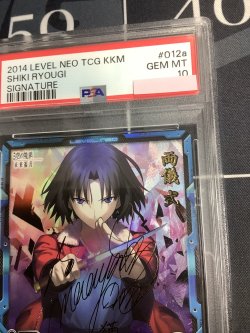 2014 LEVEL NEO TCG KKM #012a
SHIKI RYOUGI GEM MT
SIGNATURE 10
PSA
両儀 式